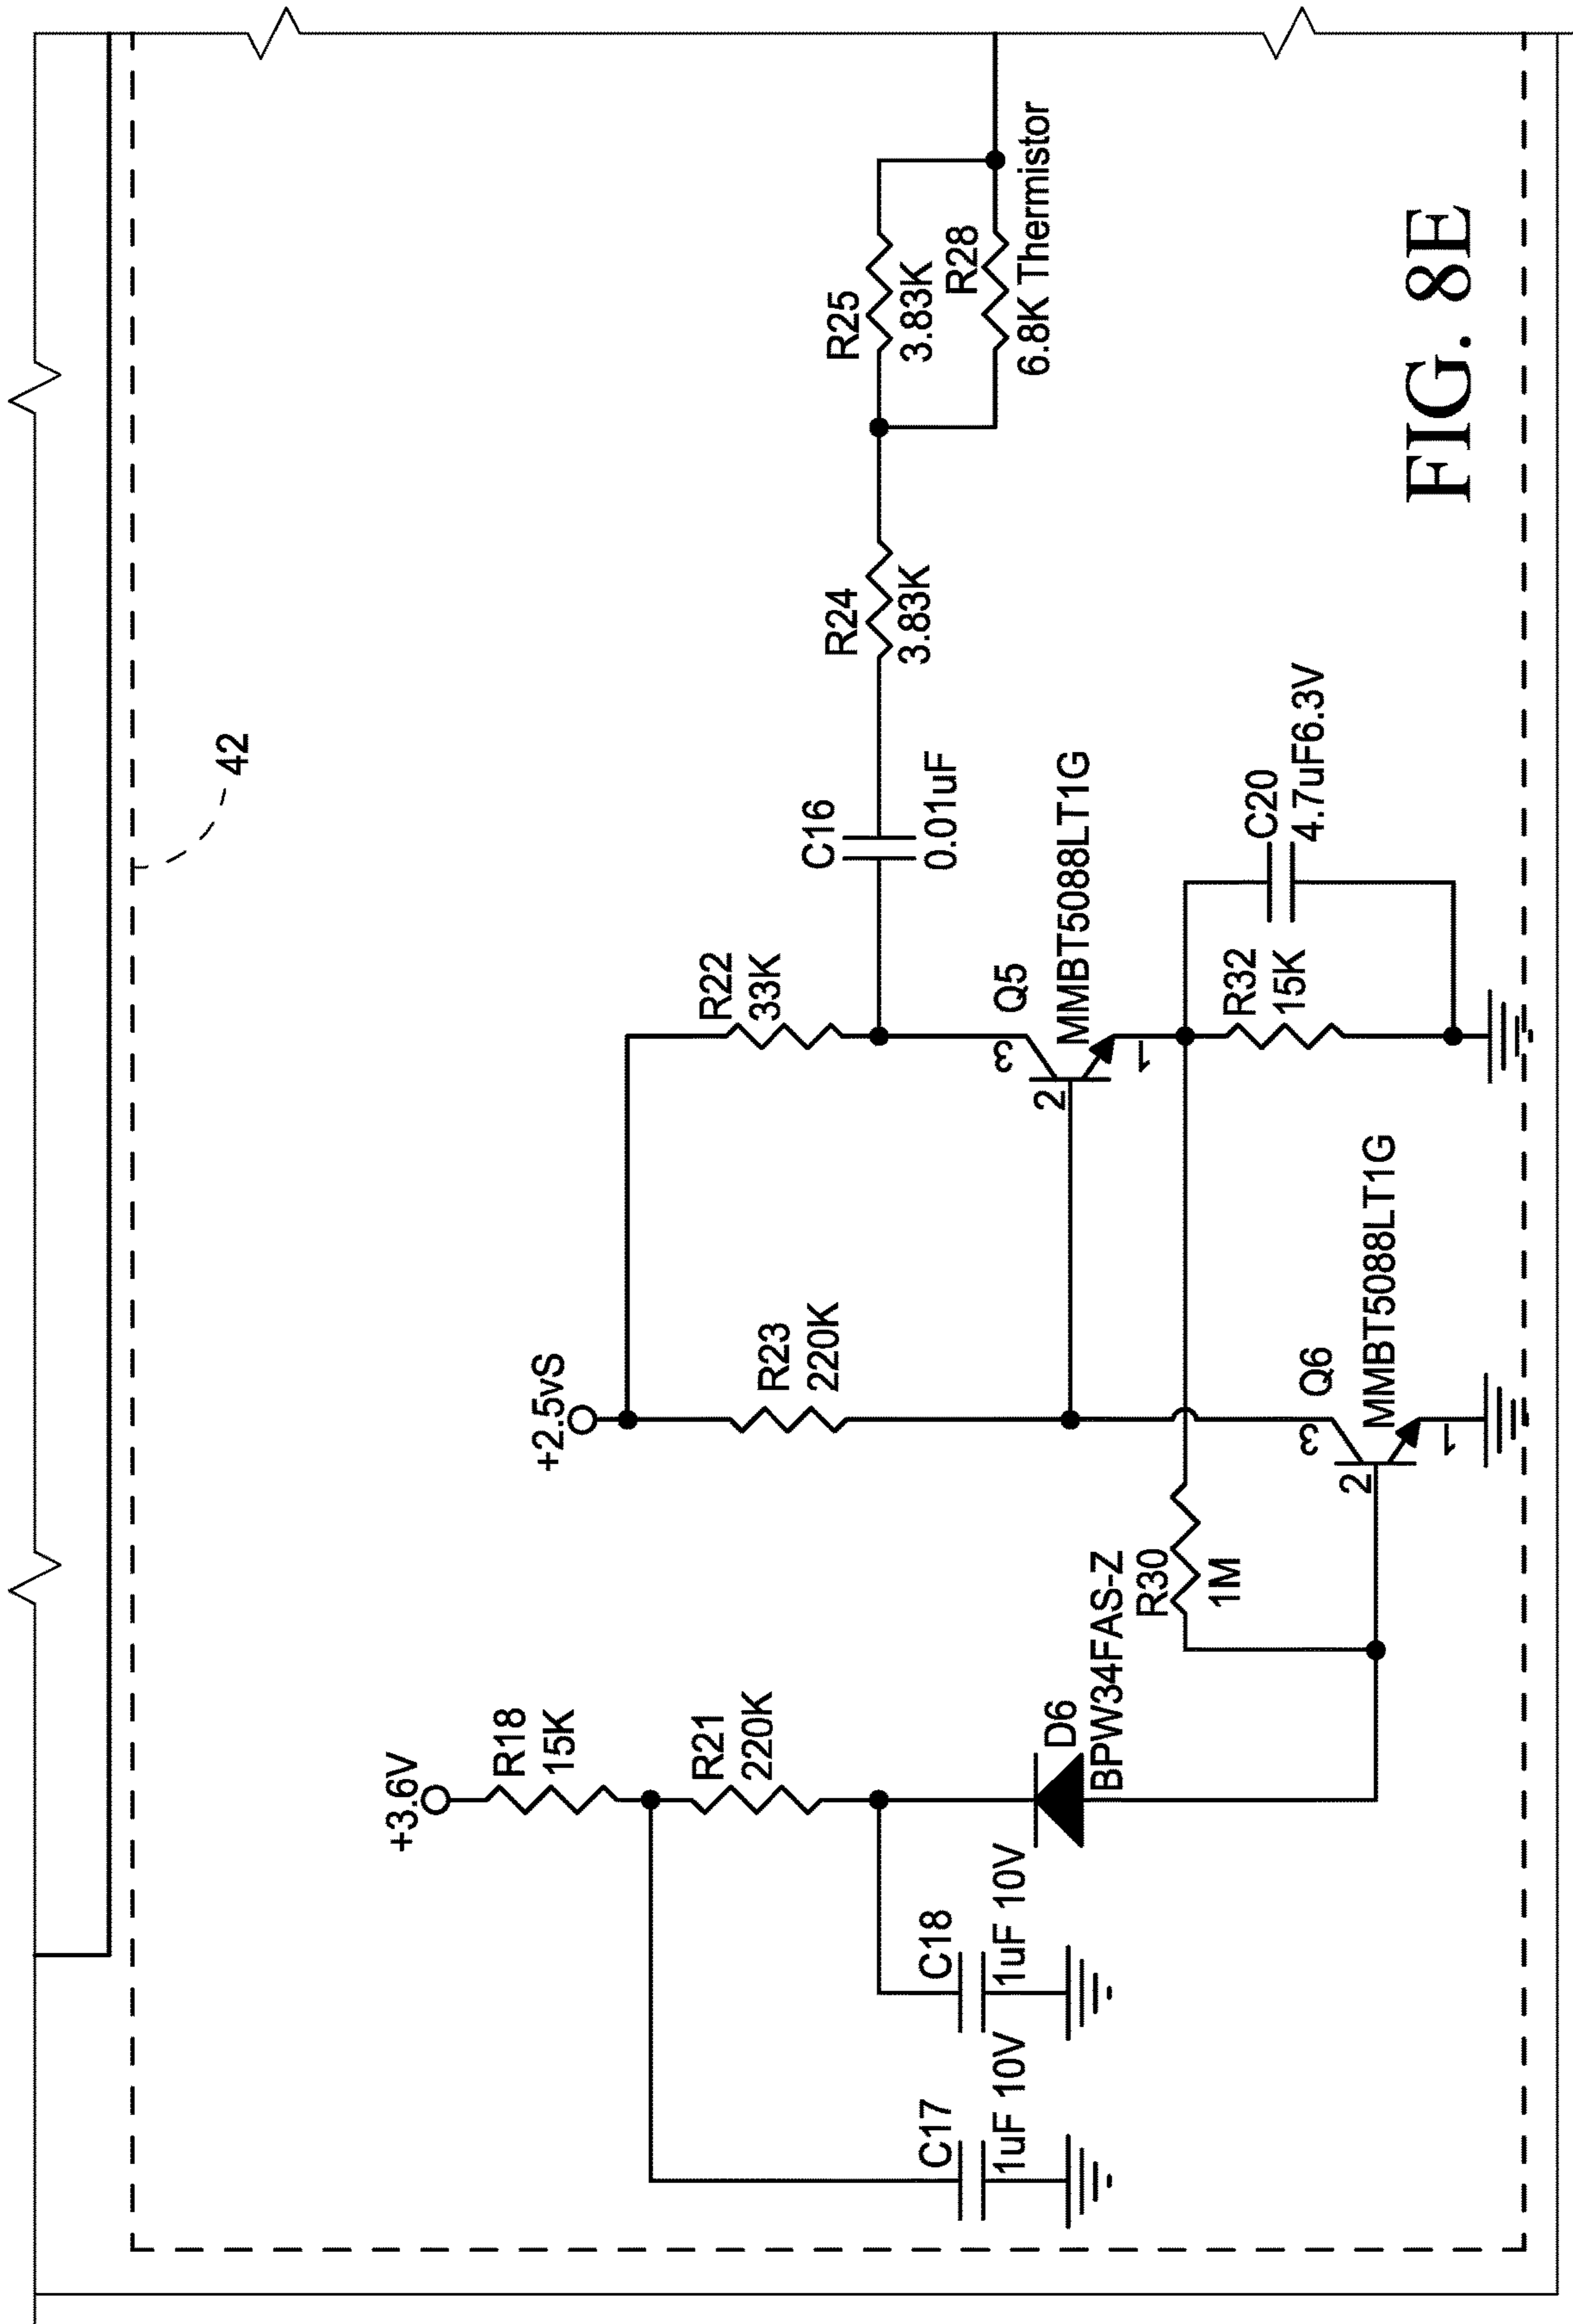 42
+3.6V
R18
15K
R21
220K
C17
1uF 10V
C18
1uF 10V
D6
BPW34FAS-Z
R30
1M
+2.5vS
R23
220K
Q6
MMBT5088LT1G
3
2
1
R22
33K
Q5
MMBT5088LT1G
3
2
1
R32
15K
C20
4.7uF6.3V
C16
0.01uF
R24
3.83K
R25
3.83K
R28
6.8K Thermistor
FIG. 8E